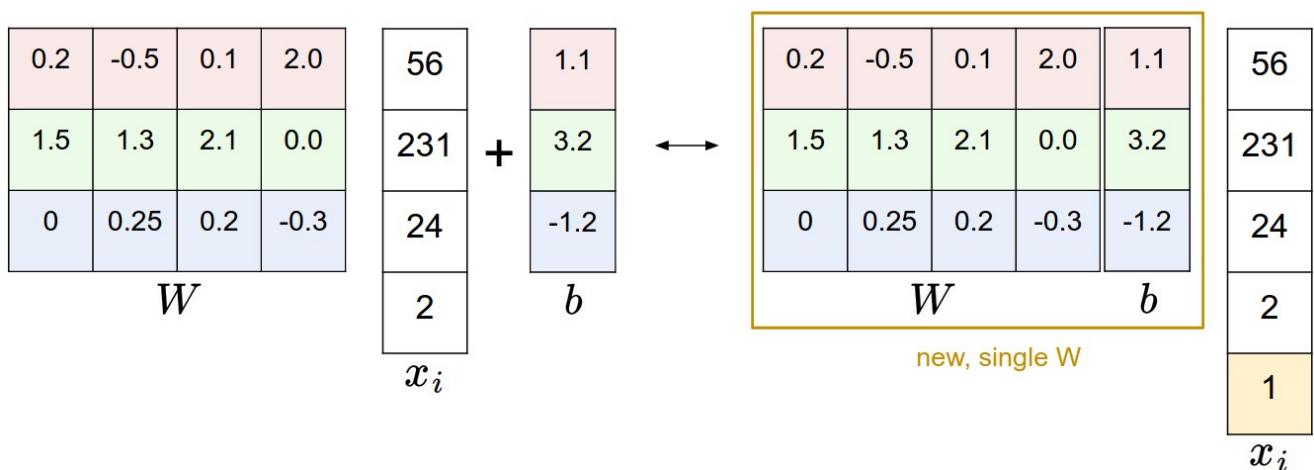 0.2 -0.5 0.1 2.0 56 1.1 0.2 -0.5 0.1 2.0 1.1 56
1.5 1.3 2.1 0.0 231 + 3.2 ↔ 1.5 1.3 2.1 0.0 3.2 231
0 0.25 0.2 -0.3 24 -1.2 0 0.25 0.2 -0.3 -1.2 24
W 2 b W b 2
new, single W
x_i 1
x_i